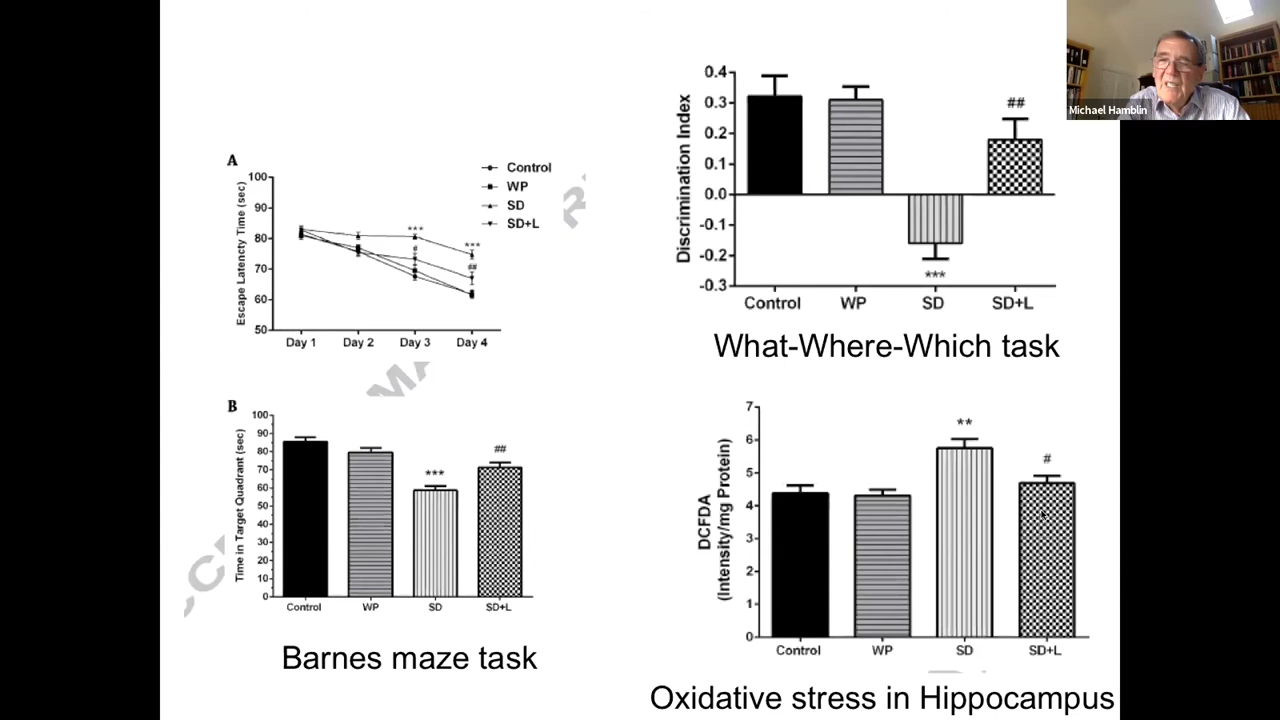 Michael Hamblin
A
Control
WP
SD
SD+L
Escape Latencty Time (sec)
100
90
80
70
60
50
***
***
#
##
Day 1 Day 2 Day 3 Day 4
Discrimination Index
0.4
0.3
0.2
0.1
0.0
-0.1
-0.2
-0.3
##
***
Control WP SD SD+L
What-Where-Which task
B
Time in Target Quadrant (sec)
100
90
80
70
60
50
40
30
20
10
0
***
##
Control WP SD SD+L
Barnes maze task
DCFDA
(Intensity/mg Protein)
7
6
5
4
3
2
1
0
**
#
Control WP SD SD+L
Oxidative stress in Hippocampus